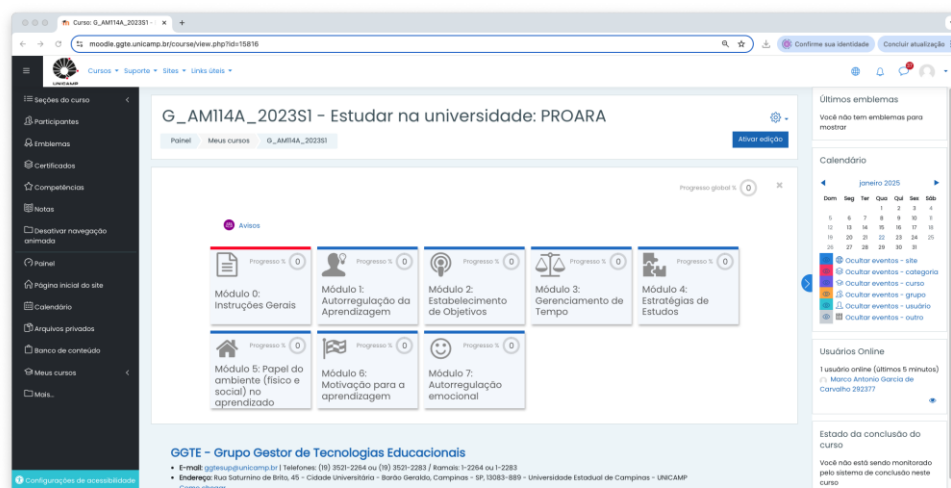 Curso: G_AM114A_2023S1 -
moodle.ggte.unicamp.br/course/view.php?id=15816
Confirme sua identidade
Concluir atualização
UNICAMP
Cursos
Suporte
Sites
Links úteis
Seções do curso
Participantes
Emblemas
Certificados
Competências
Notas
Desativar navegação
animada
Painel
Página inicial do site
Calendário
Arquivos privados
Banco de conteúdo
Meus cursos
Mais...
Configurações de acessibilidade
G_AM114A_2023S1 - Estudar na universidade: PROARA
Painel
Meus cursos
G_AM114A_2023S1
Ativar edição
Progresso global % 0
Avisos
Progresso % 0
Módulo 0:
Instruções Gerais
Progresso % 0
Módulo 1:
Autorregulação da
Aprendizagem
Progresso % 0
Módulo 2:
Estabelecimento
de Objetivos
Progresso % 0
Módulo 3:
Gerenciamento de
Tempo
Progresso % 0
Módulo 4:
Estratégias de
Estudos
Progresso % 0
Módulo 5: Papel do
ambiente (físico e
social) no
aprendizado
Progresso % 0
Módulo 6:
Motivação para a
aprendizagem
Progresso % 0
Módulo 7:
Autorregulação
emocional
GGTE - Grupo Gestor de Tecnologias Educacionais
• E-mail: ggtesup@unicamp.br | Telefones: (19) 3521-2264 ou (19) 3521-2283 / Ramais: 1-2264 ou 1-2283
• Endereço: Rua Saturnino de Brito, 45 - Cidade Universitária - Barão Geraldo, Campinas - SP, 13083-889 - Universidade Estadual de Campinas - UNICAMP
Como chegar
Últimos emblemas
Você não tem emblemas para
mostrar
Calendário
janeiro 2025
Dom Seg Ter Qua Qui Sex Sáb
1 2 3 4
5 6 7 8 9 10 11
12 13 14 15 16 17 18
19 20 21 22 23 24 25
26 27 28 29 30 31
Ocultar eventos - site
Ocultar eventos - categoria
Ocultar eventos - curso
Ocultar eventos - grupo
Ocultar eventos - usuário
Ocultar eventos - outro
Usuários Online
1 usuário online (últimos 5 minutos)
Marco Antonio Garcia de
Carvalho 292377
Estado da conclusão do
curso
Você não está sendo monitorado
pelo sistema de conclusão neste
curso